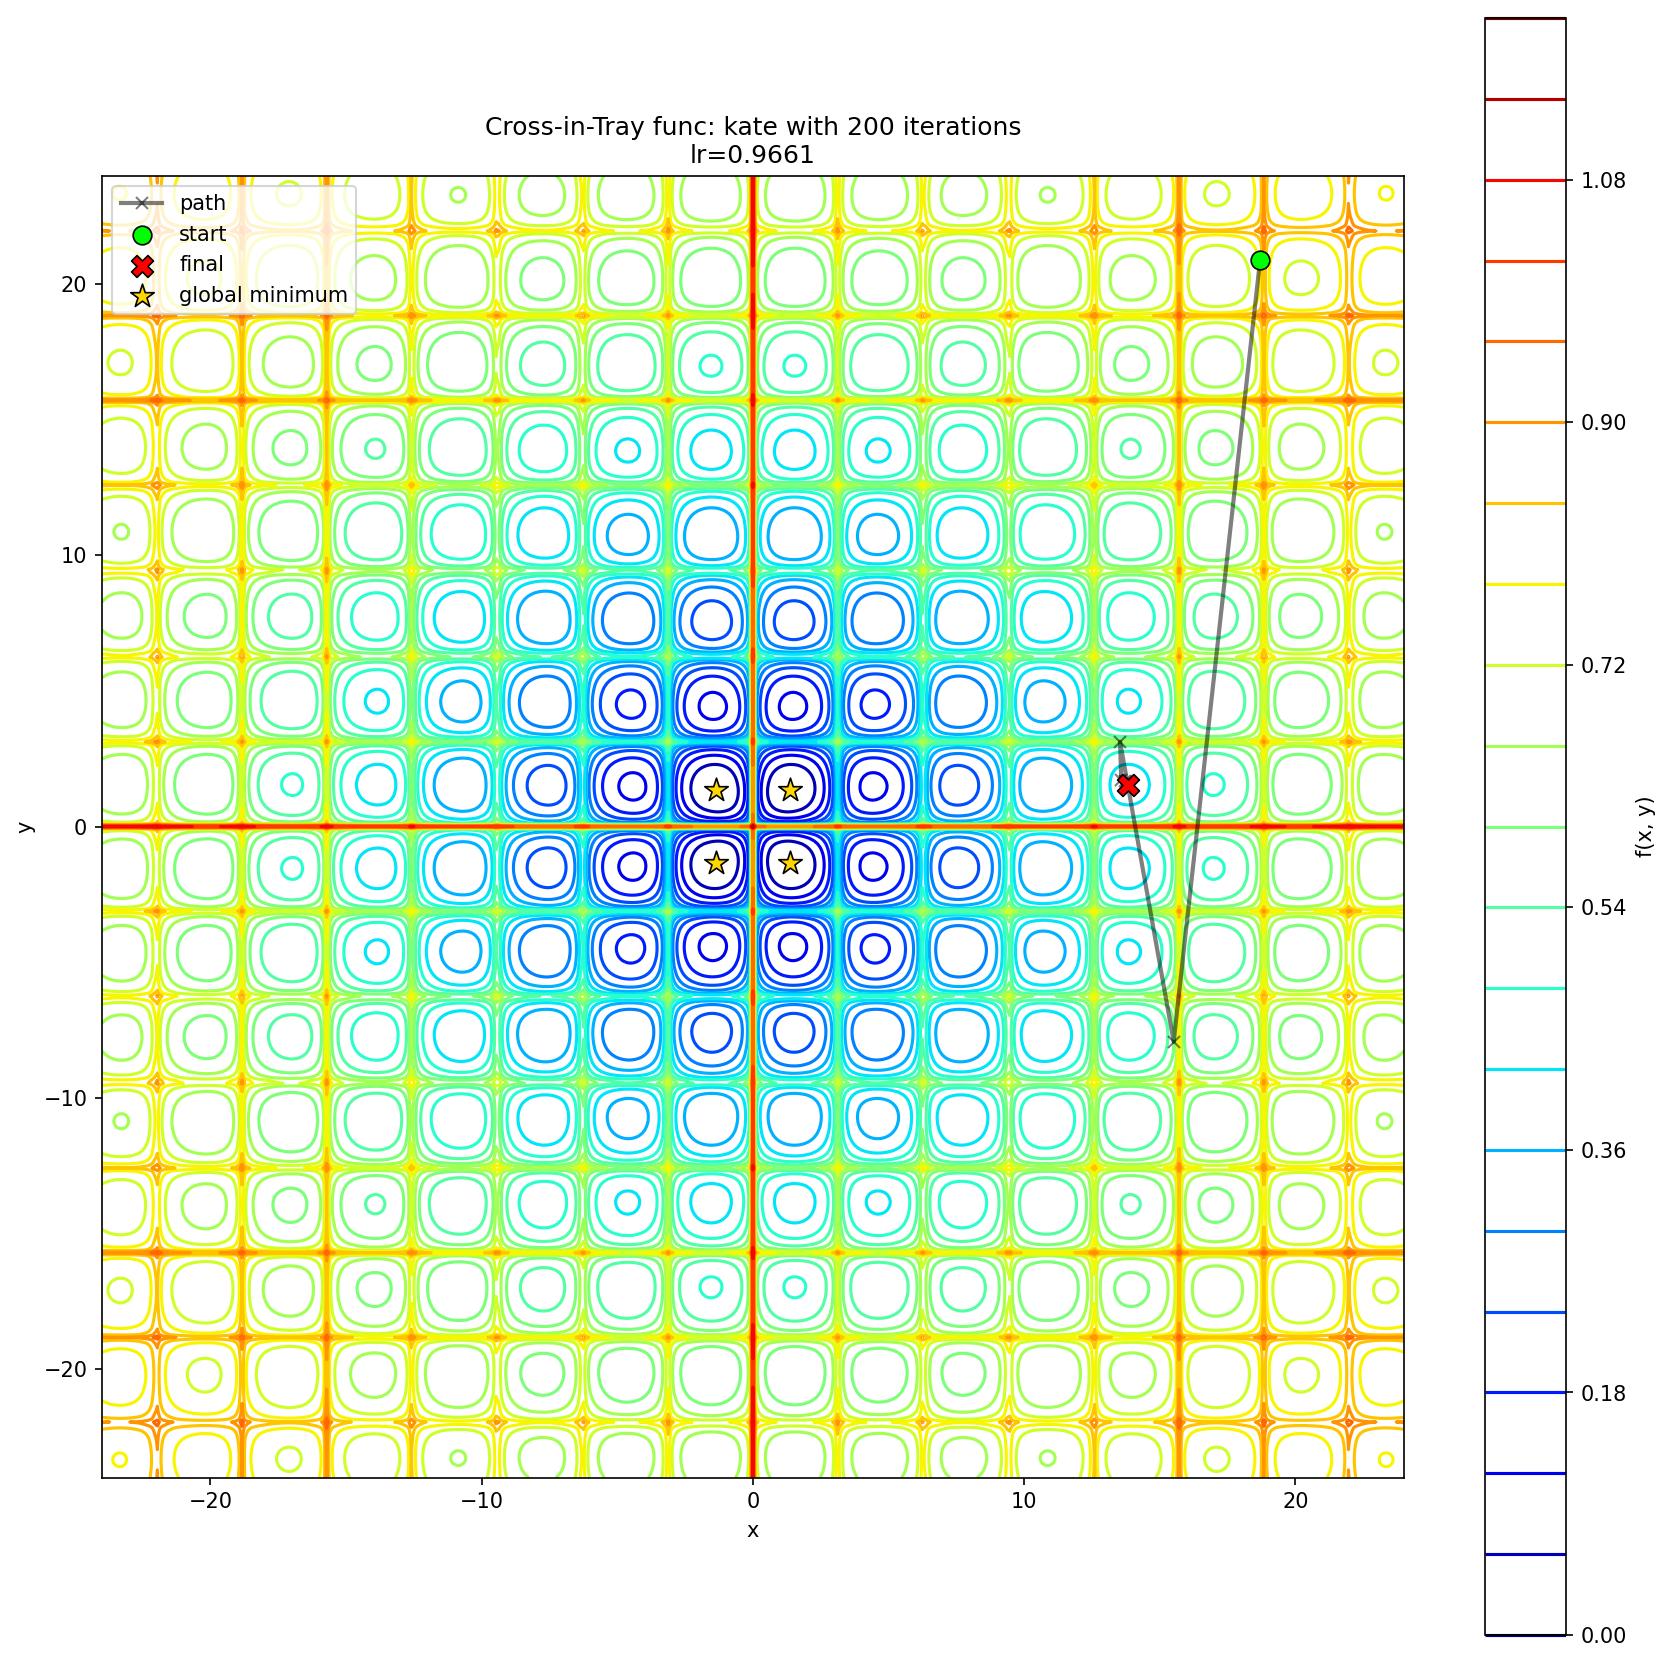 Cross-in-Tray func: kate with 200 iterations
lr=0.9661
path
start
final
global minimum
20
10
0
−10
−20
y
−20
−10
0
10
20
x
1.08
0.90
0.72
0.54
0.36
0.18
0.00
f(x, y)